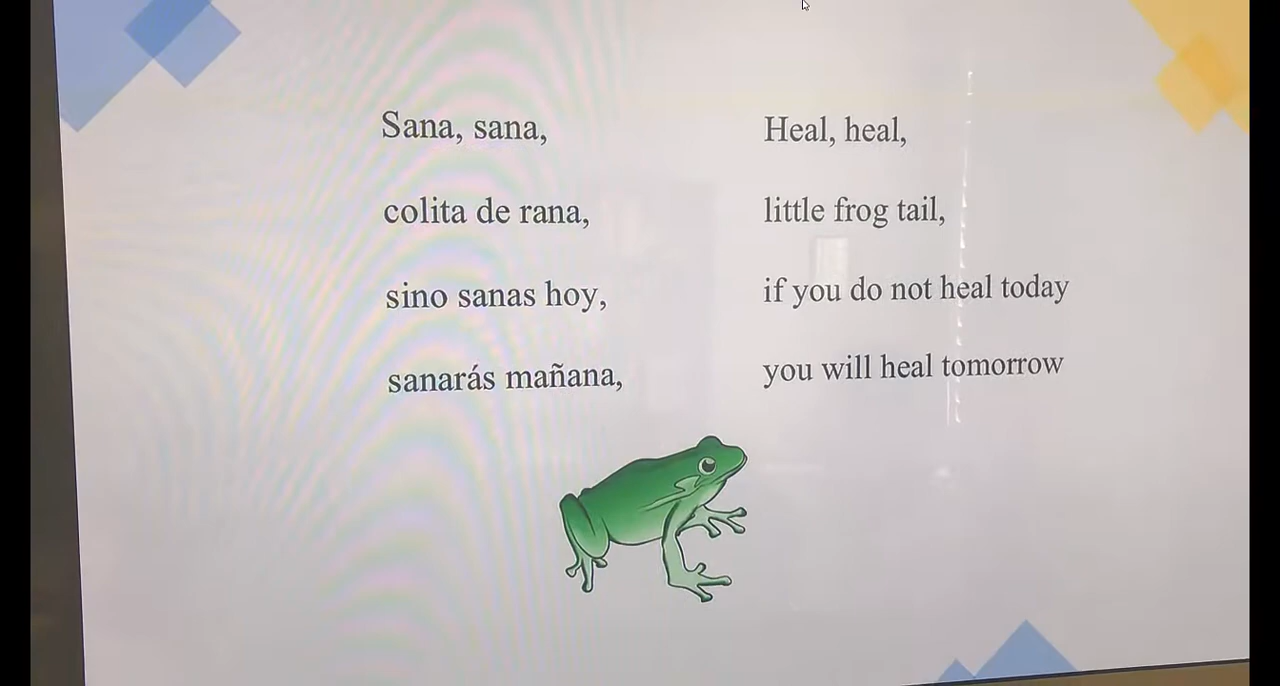 Sana, sana,
colita de rana,
sino sanas hoy,
sanarás mañana,
Heal, heal,
little frog tail,
if you do not heal today
you will heal tomorrow